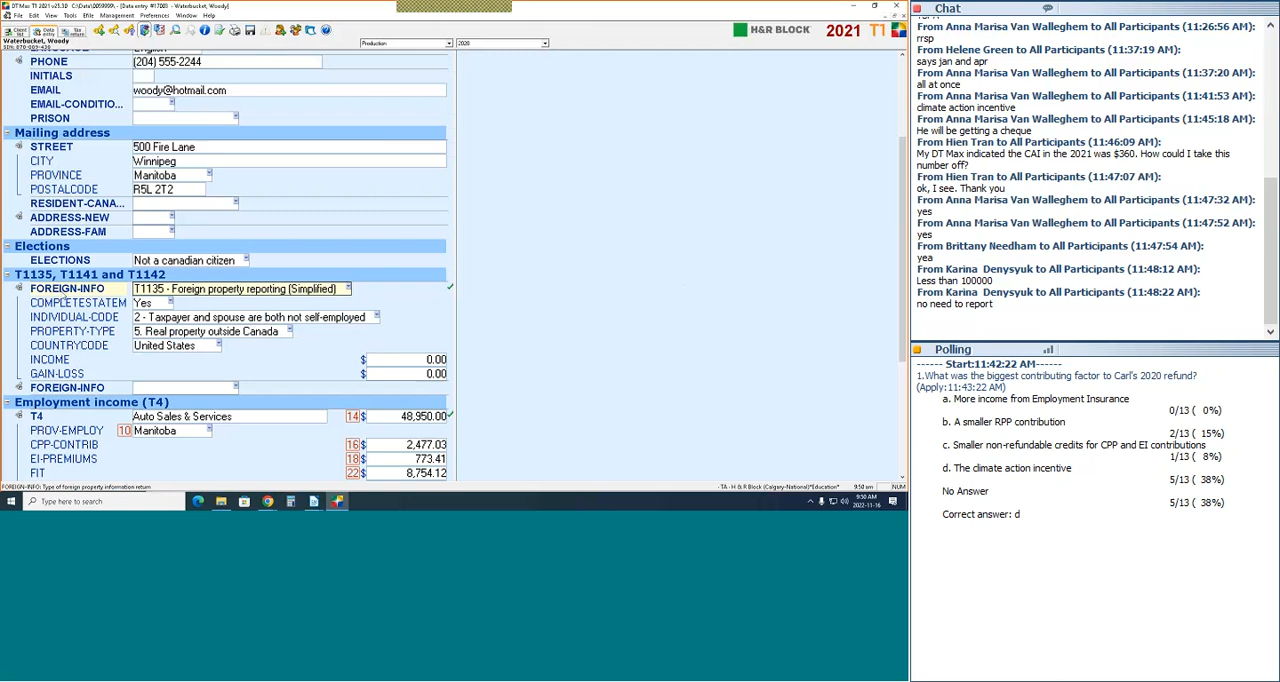 DT Max T1 2021 v25.30 C:\Data\0059999, - [Data entry #17083 - Waterbucket, Woody]
File Edit View Tools Efile Management Preferences Window Help
Client list
Data entry
Tax return
H&R BLOCK 2021 T1
Waterbucket, Woody
SIN: 870-009-430
Production
2020
LANGUAGE English
PHONE (204) 555-2244
INITIALS
EMAIL woody@hotmail.com
EMAIL-CONDITIO...
PRISON
Mailing address
STREET 500 Fire Lane
CITY Winnipeg
PROVINCE Manitoba
POSTALCODE R5L 2T2
RESIDENT-CANA...
ADDRESS-NEW
ADDRESS-FAM
Elections
ELECTIONS Not a canadian citizen
T1135, T1141 and T1142
FOREIGN-INFO T1135 - Foreign property reporting (Simplified)
COMPLETESTATEM Yes
INDIVIDUAL-CODE 2 - Taxpayer and spouse are both not self-employed
PROPERTY-TYPE 5. Real property outside Canada
COUNTRYCODE United States
INCOME $ 0.00
GAIN-LOSS $ 0.00
FOREIGN-INFO
Employment income (T4)
T4 Auto Sales & Services 14 $ 48,950.00
PROV-EMPLOY 10 Manitoba
CPP-CONTRIB 16 $ 2,477.03
EI-PREMIUMS 18 $ 773.41
FIT 22 $ 8,754.12
FOREIGN-INFO: Type of foreign property information return.
- TA - H & R Block (Calgary-National)*Education* 9:50 am NUM
Type here to search
9:50 AM
2022-11-16
Chat
From Anna Marisa Van Walleghem to All Participants (11:26:56 AM):
rrsp
From Helene Green to All Participants (11:37:19 AM):
says jan and apr
From Anna Marisa Van Walleghem to All Participants (11:37:20 AM):
all at once
From Anna Marisa Van Walleghem to All Participants (11:41:53 AM):
climate action incentive
From Anna Marisa Van Walleghem to All Participants (11:45:18 AM):
He will be getting a cheque
From Hien Tran to All Participants (11:46:09 AM):
My DT Max indicated the CAI in the 2021 was $360. How could I take this
number off?
From Hien Tran to All Participants (11:47:07 AM):
ok, I see. Thank you
From Anna Marisa Van Walleghem to All Participants (11:47:32 AM):
yes
From Anna Marisa Van Walleghem to All Participants (11:47:52 AM):
yes
From Brittany Needham to All Participants (11:47:54 AM):
yea
From Karina Denysyuk to All Participants (11:48:12 AM):
Less than 100000
From Karina Denysyuk to All Participants (11:48:22 AM):
no need to report
Polling
------ Start:11:42:22 AM------
1.What was the biggest contributing factor to Carl's 2020 refund?
(Apply:11:43:22 AM)
a. More income from Employment Insurance
0/13 ( 0%)
b. A smaller RPP contribution
2/13 ( 15%)
c. Smaller non-refundable credits for CPP and EI contributions
1/13 ( 8%)
d. The climate action incentive
5/13 ( 38%)
No Answer
5/13 ( 38%)
Correct answer: d